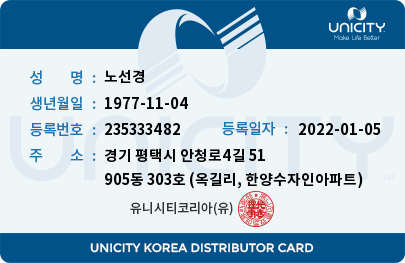 UNICITY
Make Life Better
성 명 : 노선경
생년월일 : 1977-11-04
등록번호 : 235333482 등록일자 : 2022-01-05
주 소 : 경기 평택시 안청로4길 51
905동 303호 (옥길리, 한양수자인아파트)
유니시티코리아(유)
UNICITY KOREA DISTRIBUTOR CARD